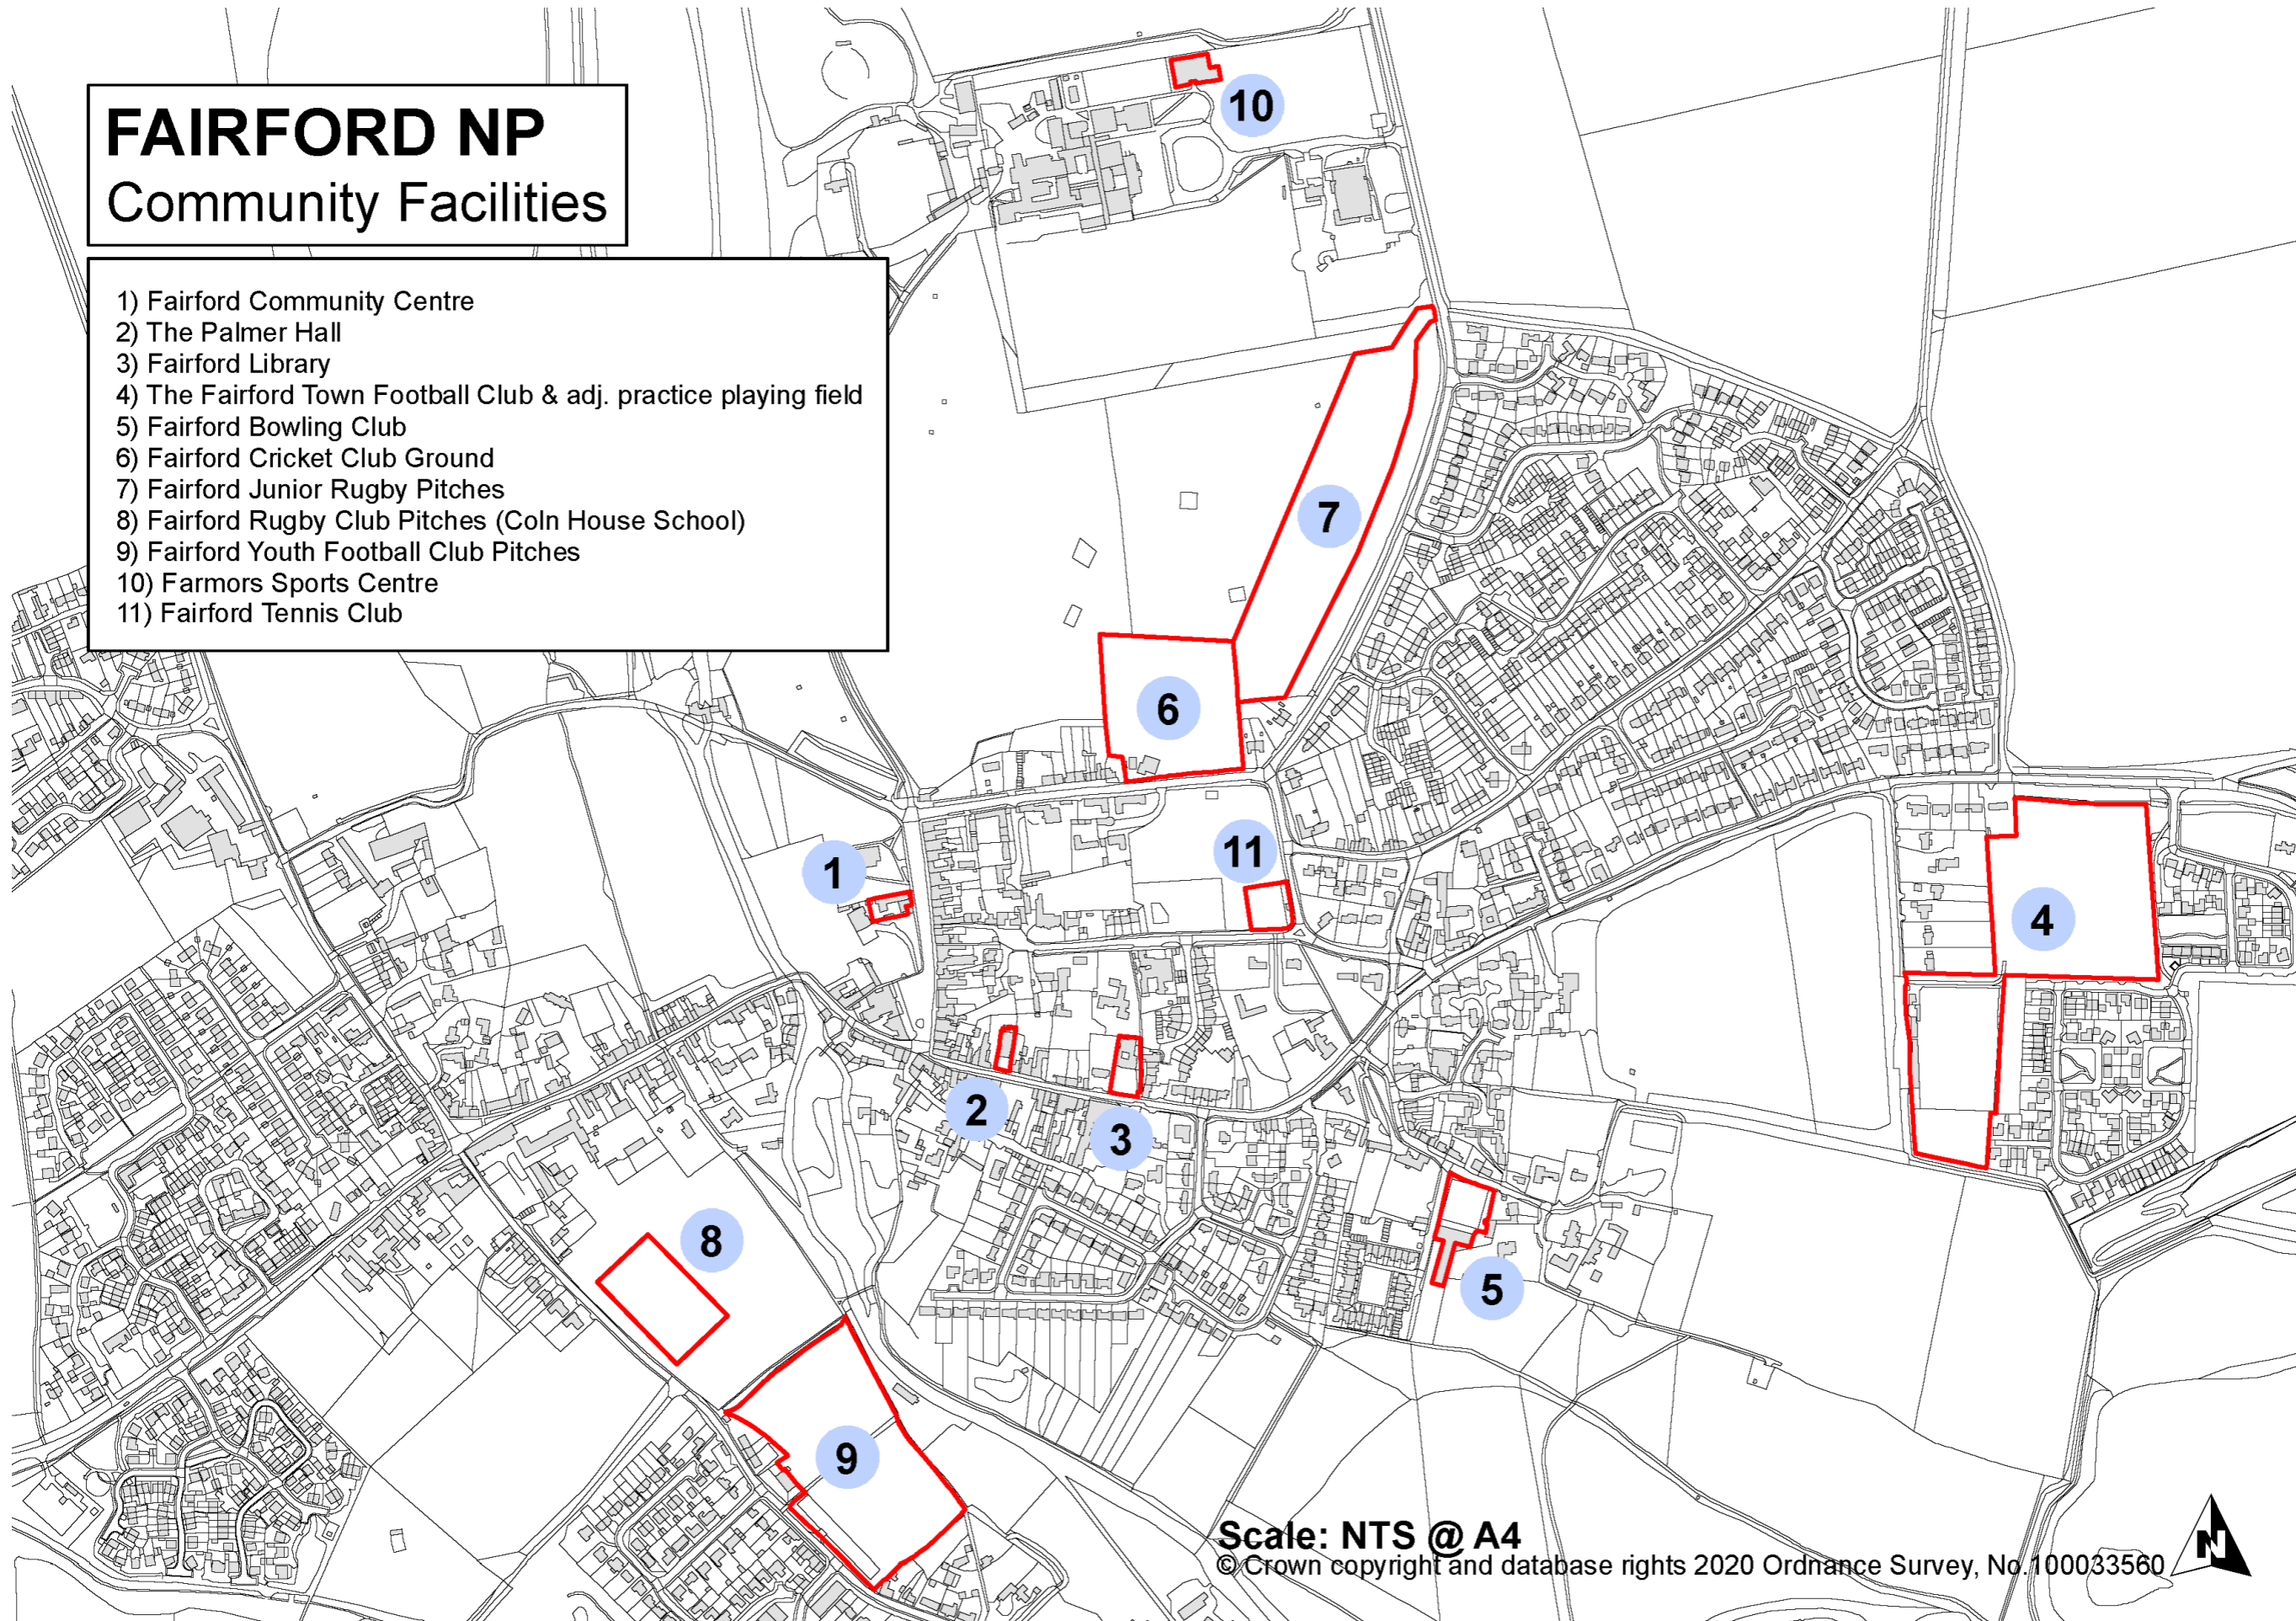 FAIRFORD NP
Community Facilities
1) Fairford Community Centre
2) The Palmer Hall
3) Fairford Library
4) The Fairford Town Football Club & adj. practice playing field
5) Fairford Bowling Club
6) Fairford Cricket Club Ground
7) Fairford Junior Rugby Pitches
8) Fairford Rugby Club Pitches (Coln House School)
9) Fairford Youth Football Club Pitches
10) Farmors Sports Centre
11) Fairford Tennis Club
10
7
6
11
1
4
2
3
8
5
9
Scale: NTS @ A4
© Crown copyright and database rights 2020 Ordnance Survey, No.100033560
N